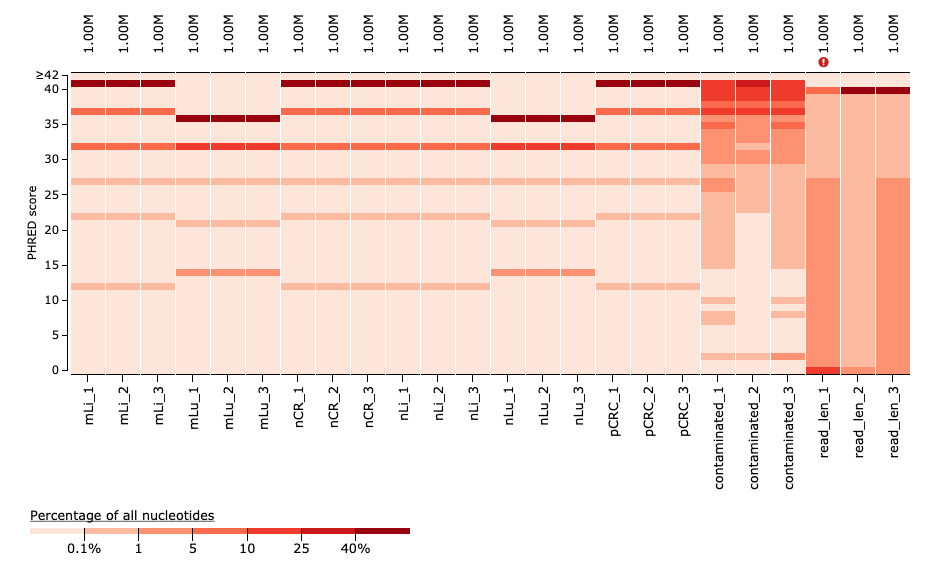 1.00M 1.00M 1.00M 1.00M 1.00M 1.00M 1.00M 1.00M 1.00M 1.00M 1.00M 1.00M 1.00M 1.00M 1.00M 1.00M 1.00M 1.00M 1.00M 1.00M 1.00M 1.00M 1.00M 1.00M
!
≥42
40
35
30
25
20
15
10
5
0
PHRED score
mLi_1 mLi_2 mLi_3 mLu_1 mLu_2 mLu_3 nCR_1 nCR_2 nCR_3 nLi_1 nLi_2 nLi_3 nLu_1 nLu_2 nLu_3 pCRC_1 pCRC_2 pCRC_3 contaminated_1 contaminated_2 contaminated_3 read_len_1 read_len_2 read_len_3
Percentage of all nucleotides
0.1% 1 5 10 25 40%